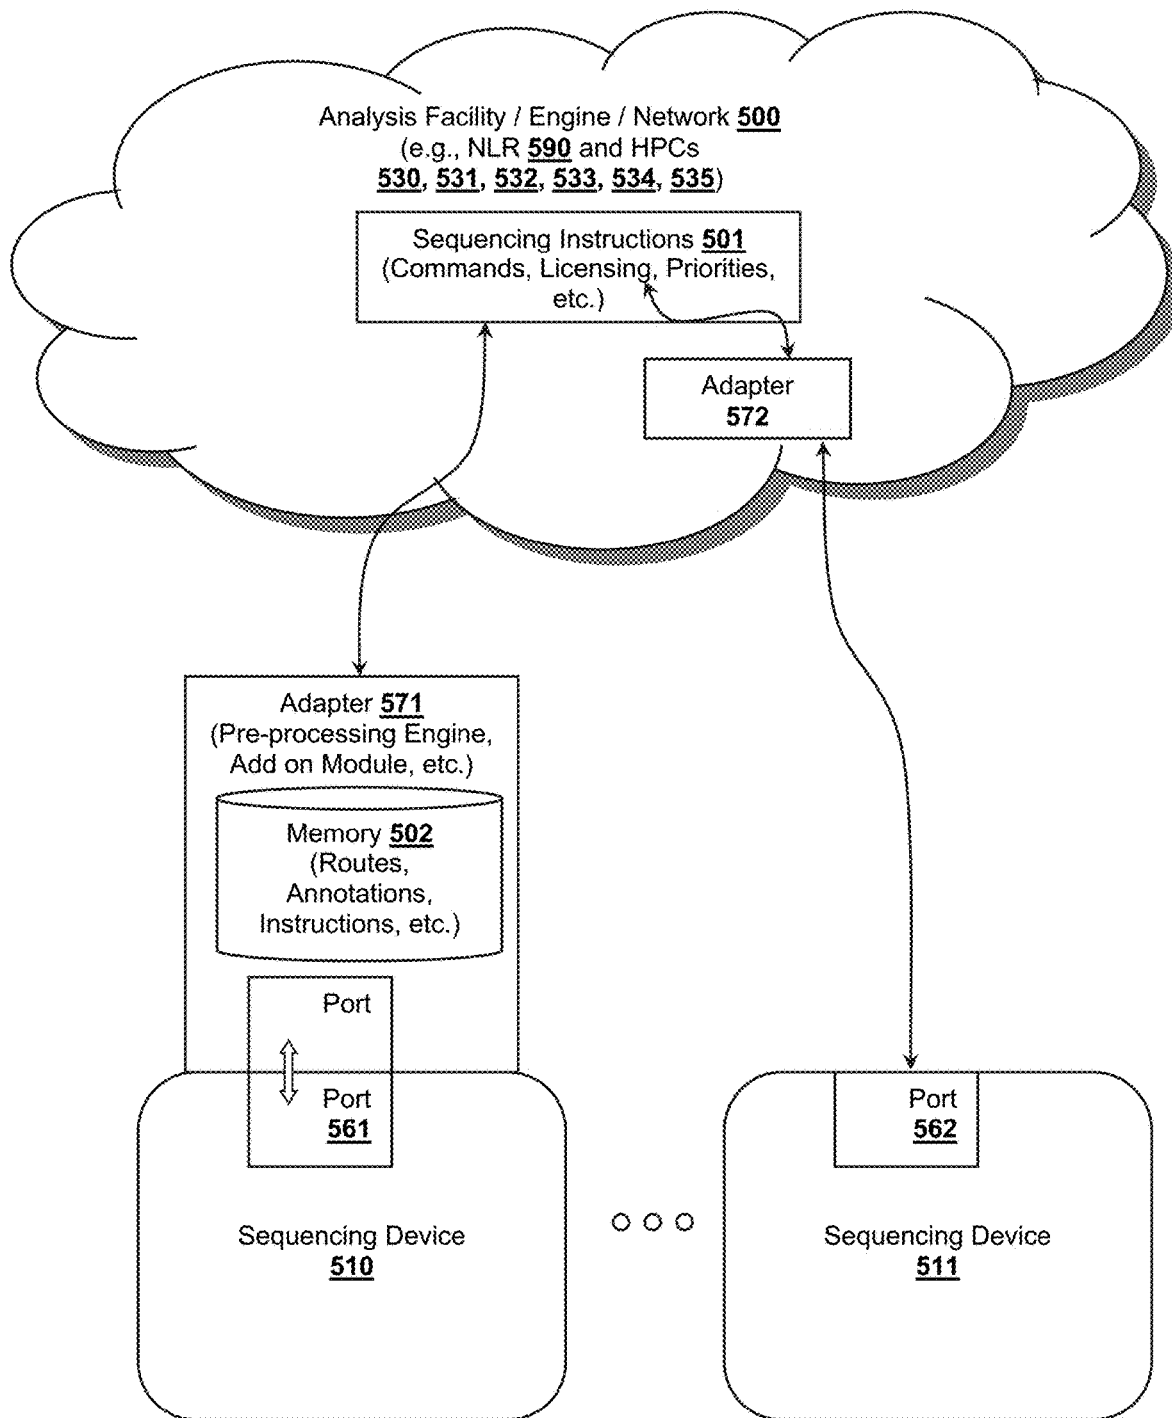 Analysis Facility / Engine / Network 500
(e.g., NLR 590 and HPCs
530, 531, 532, 533, 534, 535)
Sequencing Instructions 501
(Commands, Licensing, Priorities,
etc.)
Adapter
572
Adapter 571
(Pre-processing Engine,
Add on Module, etc.)
Memory 502
(Routes,
Annotations,
Instructions, etc.)
Port
Port
561
Port
562
Sequencing Device
510
Sequencing Device
511